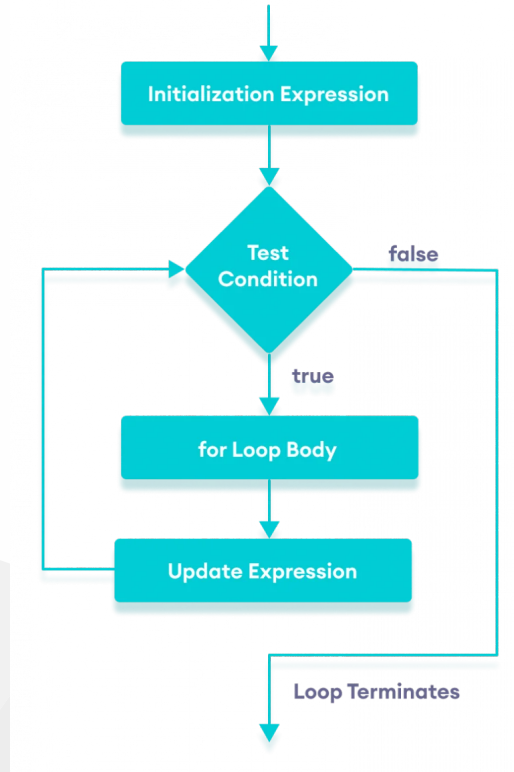 Initialization Expression
Test
Condition
false
true
for Loop Body
Update Expression
Loop Terminates